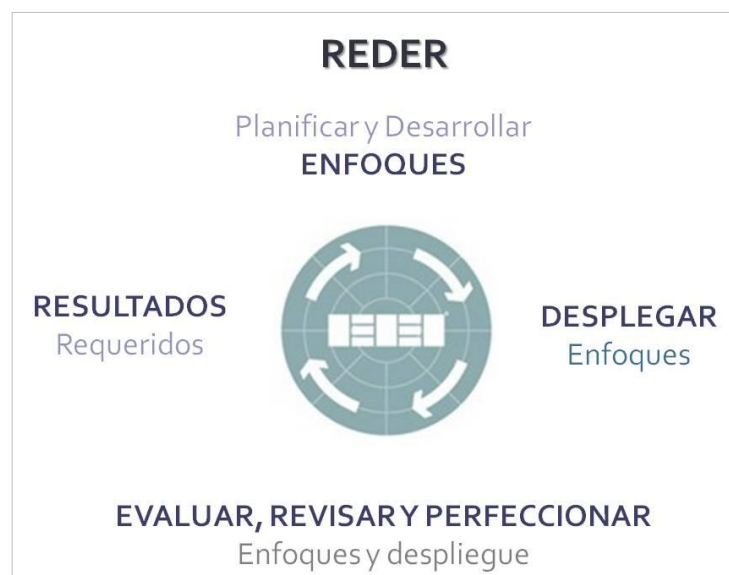 REDER
Planificar y Desarrollar
ENFOQUES
RESULTADOS
Requeridos
DESPLEGAR
Enfoques
EVALUAR, REVISAR Y PERFECCIONAR
Enfoques y despliegue